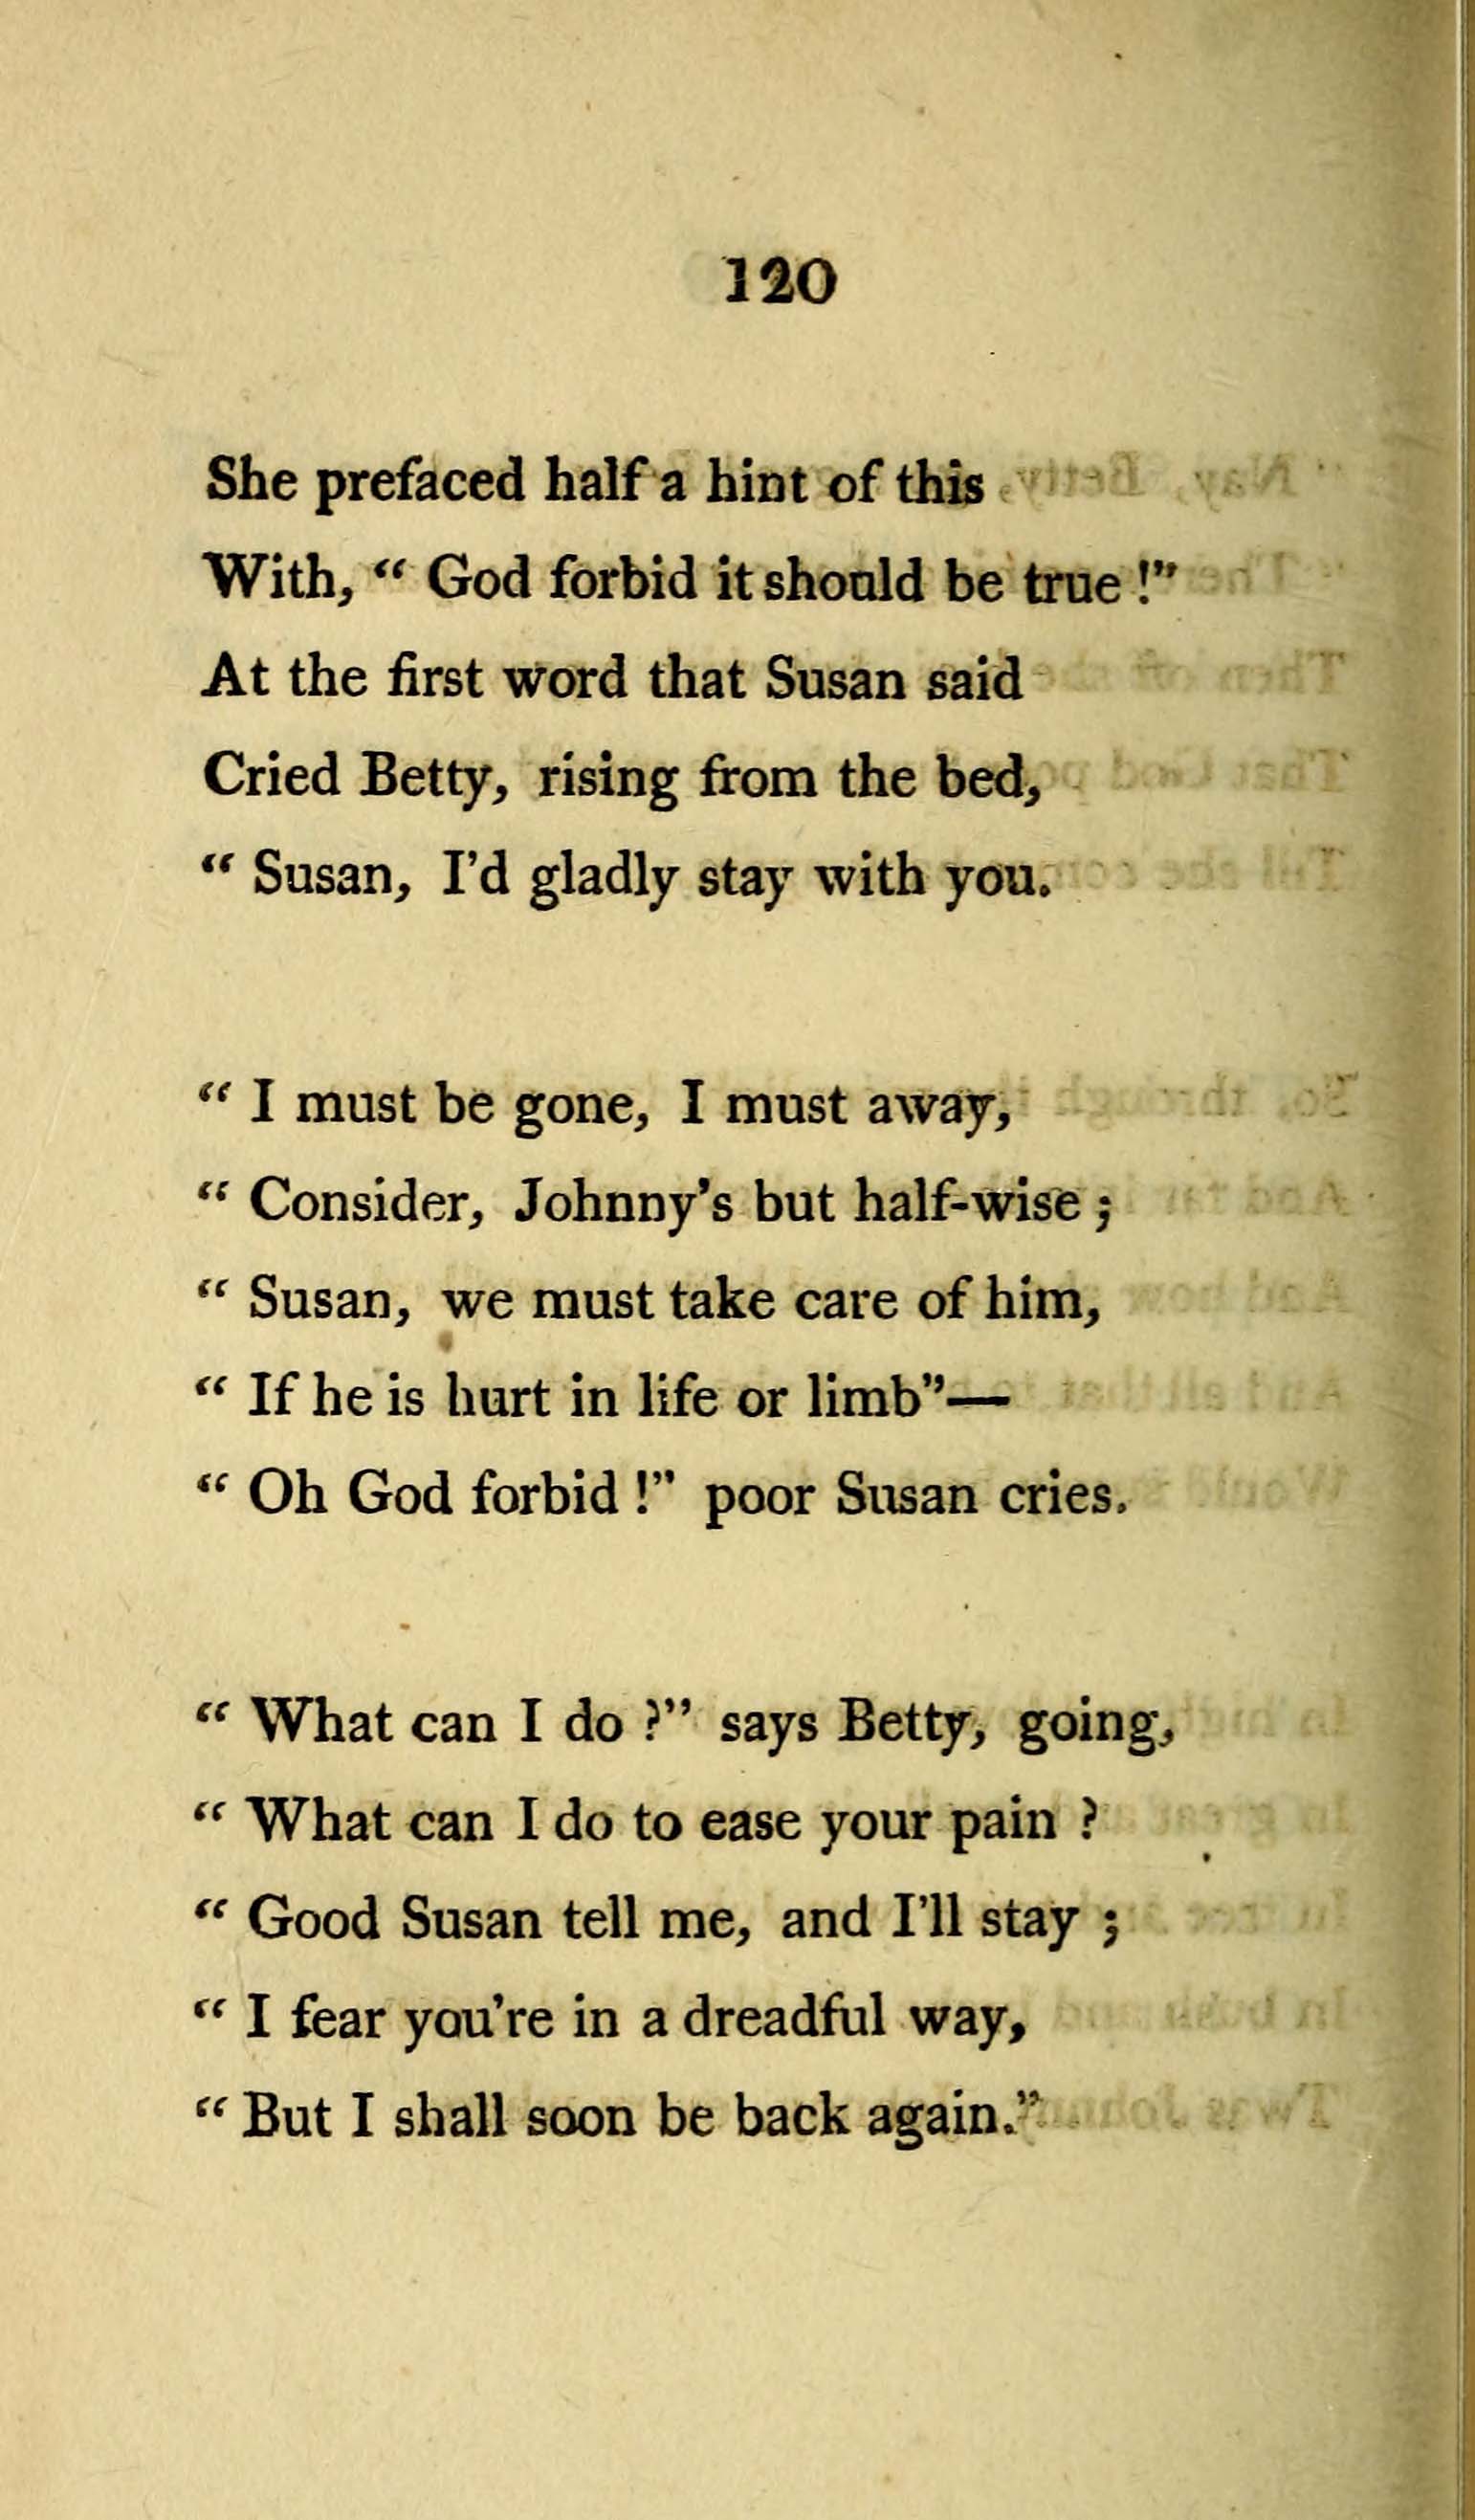 120
She prefaced half a hint of this
With, “ God forbid it should be true !”
At the first word that Susan said
Cried Betty, rising from the bed,
“ Susan, I’d gladly stay with you.
“ I must be gone, I must away,
“ Consider, Johnny’s but half-wise ;
“ Susan, we must take care of him,
“ If he is hurt in life or limb”—
“ Oh God forbid !” poor Susan cries.
“ What can I do ?” says Betty, going,
“ What can I do to ease your pain ?
“ Good Susan tell me, and I’ll stay ;
“ I fear you’re in a dreadful way,
“ But I shall soon be back again.”